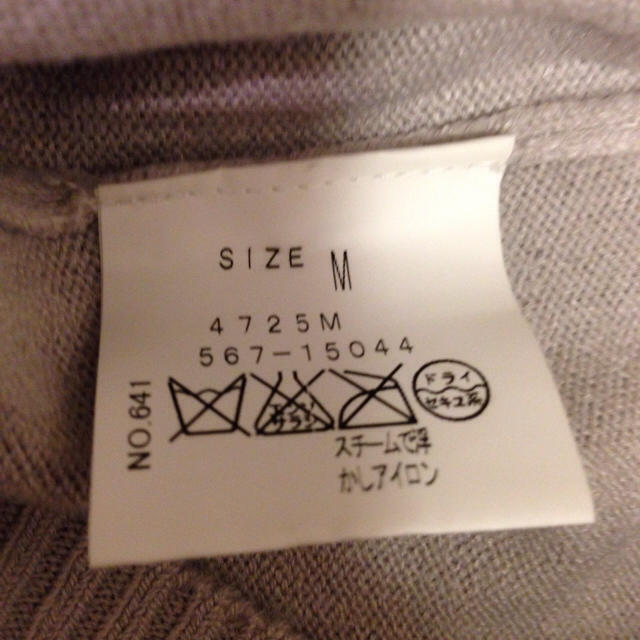 SIZE M
4725M
567-15044
NO.641
ドライ
セキユ系
スチームで
かしアイロン